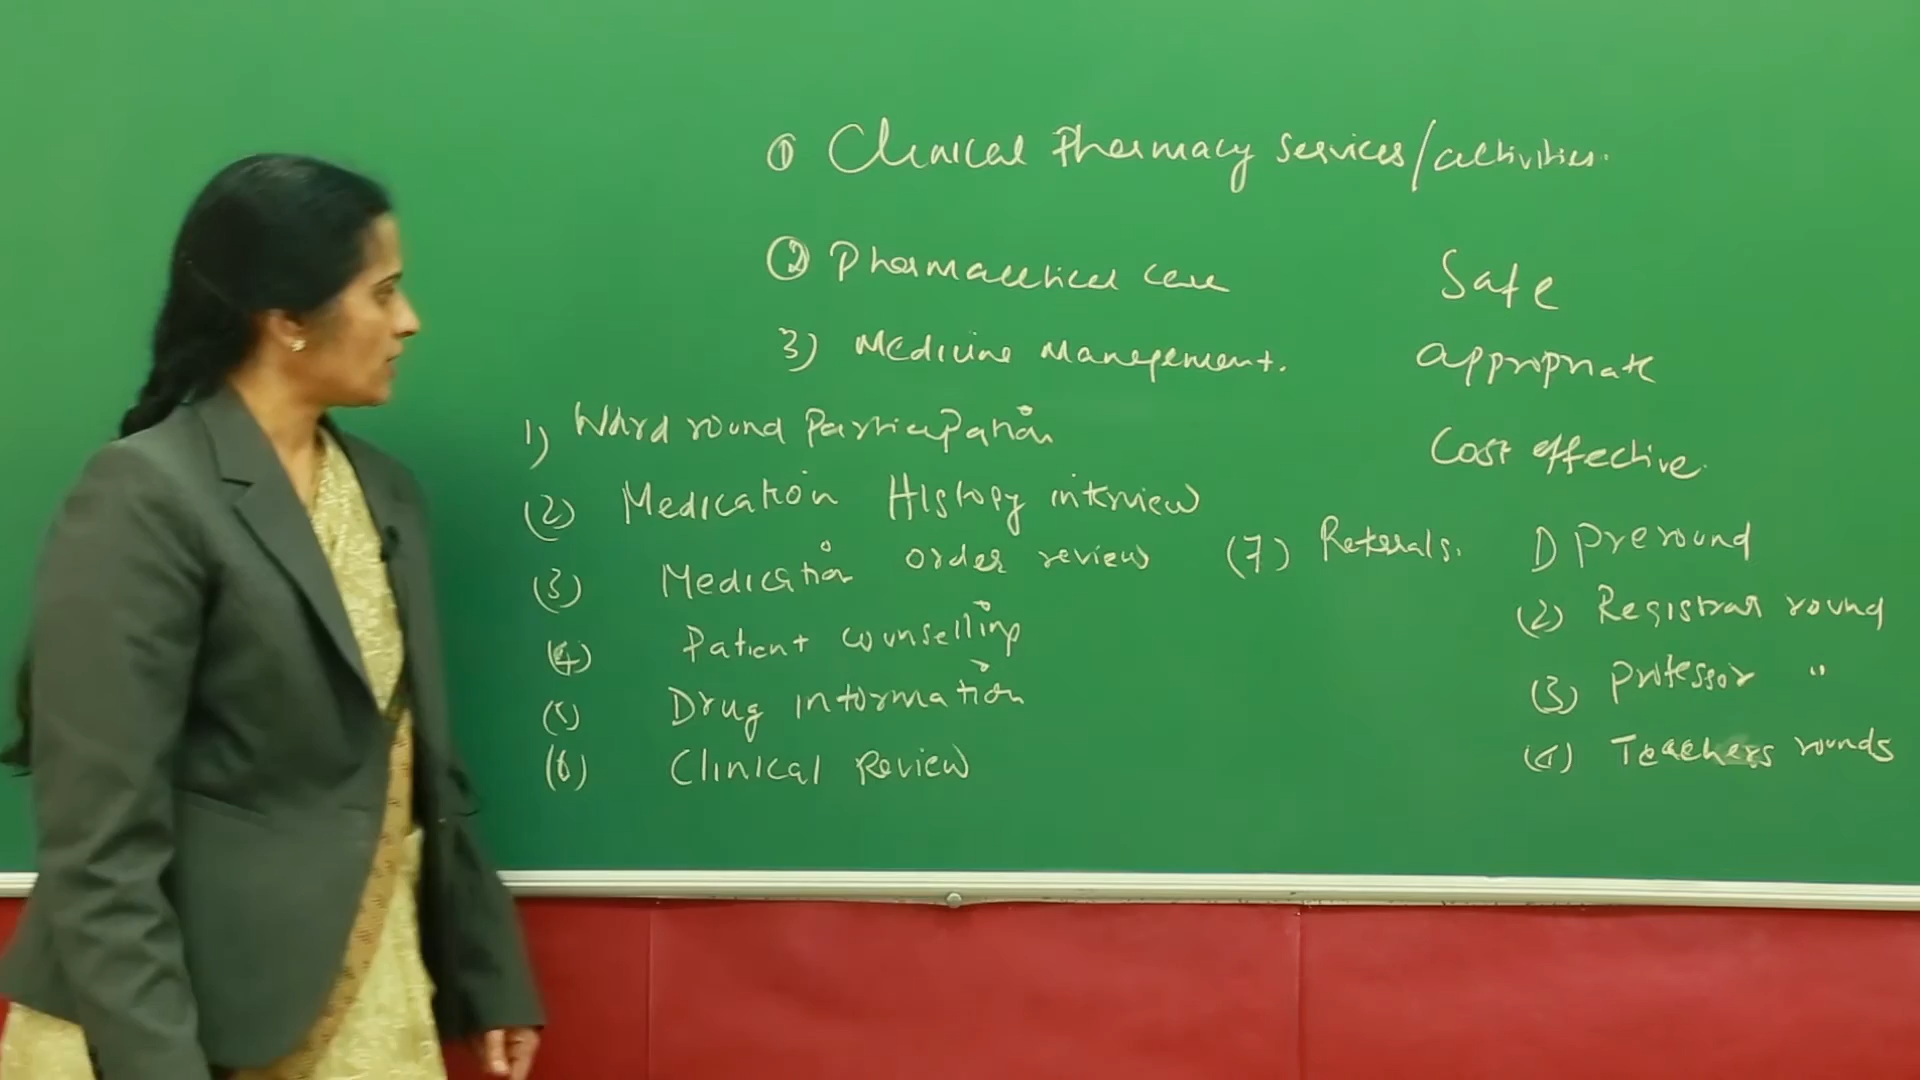 ① Clinical Pharmacy services/activities.
② Pharmaceutical care
3) Medicine Management.
Safe
appropriate
Cost effective.
1) Ward round Participation
(2) Medication History interview
(3) Medication order review
(4) Patient counselling
(5) Drug information
(6) Clinical Review
(7) Referrals.
1) Preround
(2) Registrar round
(3) Professor "
(4) Teachers rounds